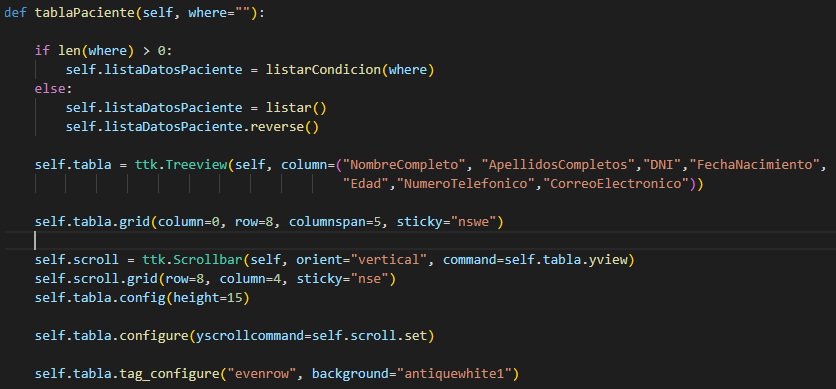 def tablaPaciente(self, where=""):
if len(where) > 0:
self.listaDatosPaciente = listarCondicion(where)
else:
self.listaDatosPaciente = listar()
self.listaDatosPaciente.reverse()
self.tabla = ttk.Treeview(self, column=("NombreCompleto", "ApellidosCompletos","DNI","FechaNacimiento",
"Edad","NumeroTelefonico","CorreoElectronico"))
self.tabla.grid(column=0, row=8, columnspan=5, sticky="nswe")
self.scroll = ttk.Scrollbar(self, orient="vertical", command=self.tabla.yview)
self.scroll.grid(row=8, column=4, sticky="nse")
self.tabla.config(height=15)
self.tabla.configure(yscrollcommand=self.scroll.set)
self.tabla.tag_configure("evenrow", background="antiquewhite1")